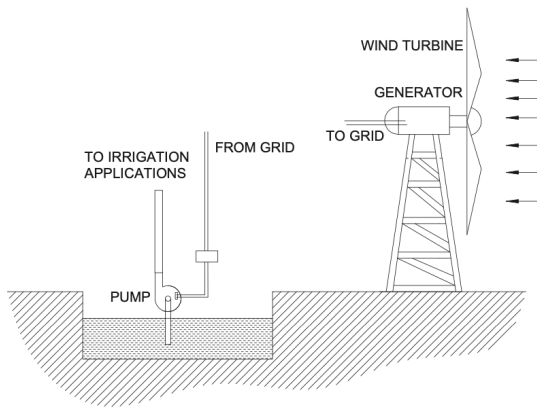 WIND TURBINE
GENERATOR
TO GRID
FROM GRID
TO IRRIGATION
APPLICATIONS
PUMP